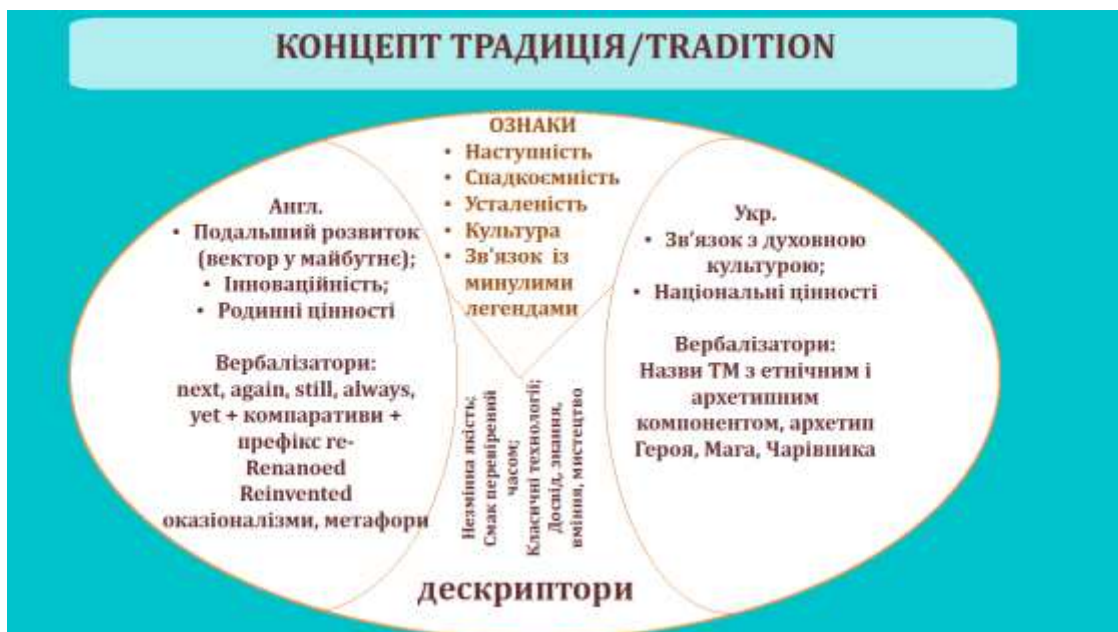 КОНЦЕПТ ТРАДИЦІЯ/TRADITION
ОЗНАКИ
• Наступність
• Спадкоємність
• Усталеність
• Культура
• Зв'язок із
минулими
легендами
Англ.
• Подальший розвиток
(вектор у майбутнє);
• Інноваційність;
• Родинні цінності
Вербалізатори:
next, again, still, always,
yet + компаративи +
префікс re-
Renanoed
Reinvented
оказіоналізми, метафори
Укр.
• Зв'язок з духовною
культурою;
• Національні цінності
Вербалізатори:
Назви ТМ з етнічним і
архетипним
компонентом, архетип
Героя, Мага, Чарівника
Незмінна якість;
Смак перевірений
часом;
Класичні технології;
Досвід, знання,
вміння, мистецтво
дескриптори